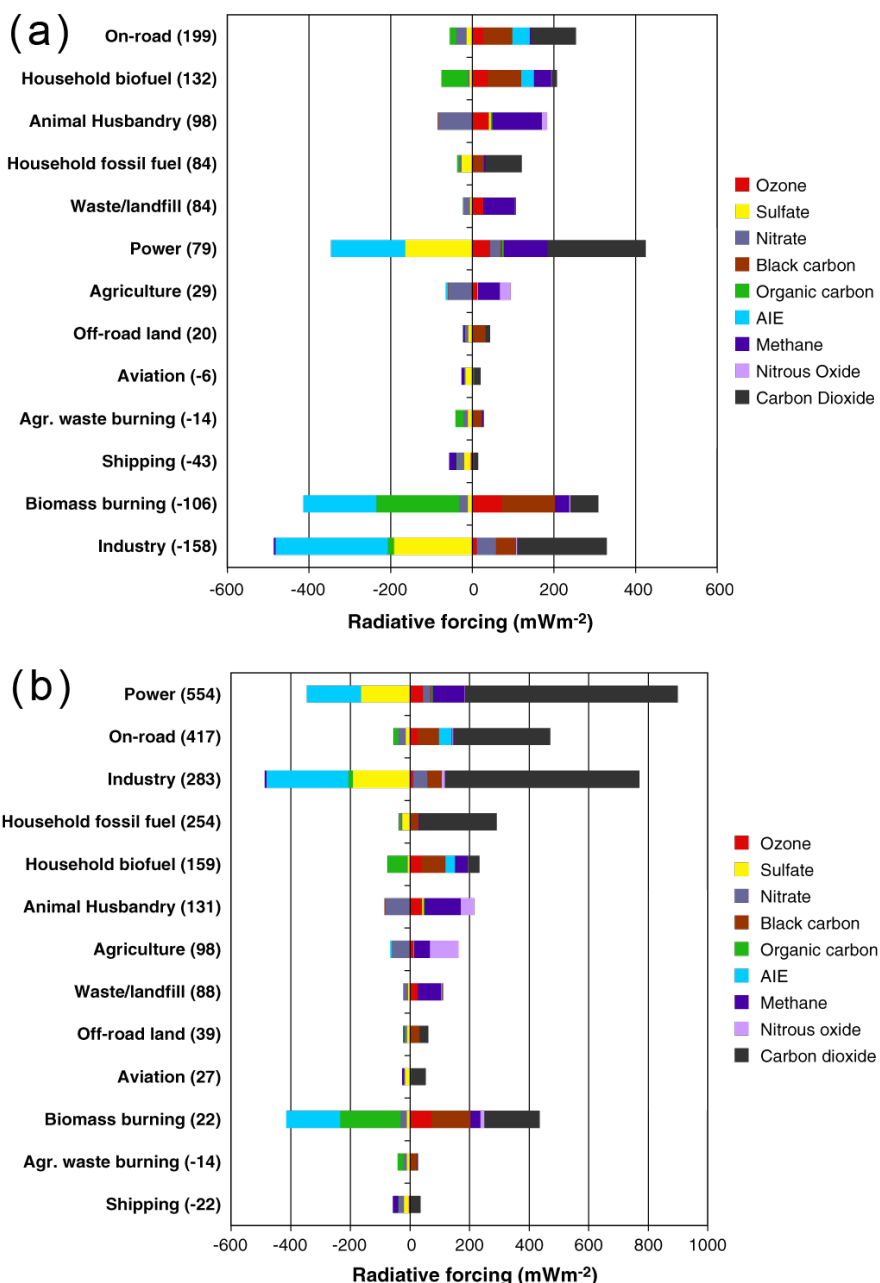 (a)
On-road (199)
Household biofuel (132)
Animal Husbandry (98)
Household fossil fuel (84)
Waste/landfill (84)
Power (79)
Agriculture (29)
Off-road land (20)
Aviation (-6)
Agr. waste burning (-14)
Shipping (-43)
Biomass burning (-106)
Industry (-158)
-600 -400 -200 0 200 400 600
Radiative forcing (mWm-2)
Ozone
Sulfate
Nitrate
Black carbon
Organic carbon
AIE
Methane
Nitrous Oxide
Carbon Dioxide
(b)
Power (554)
On-road (417)
Industry (283)
Household fossil fuel (254)
Household biofuel (159)
Animal Husbandry (131)
Agriculture (98)
Waste/landfill (88)
Off-road land (39)
Aviation (27)
Biomass burning (22)
Agr. waste burning (-14)
Shipping (-22)
-600 -400 -200 0 200 400 600 800 1000
Radiative forcing (mWm-2)
Ozone
Sulfate
Nitrate
Black carbon
Organic carbon
AIE
Methane
Nitrous oxide
Carbon dioxide